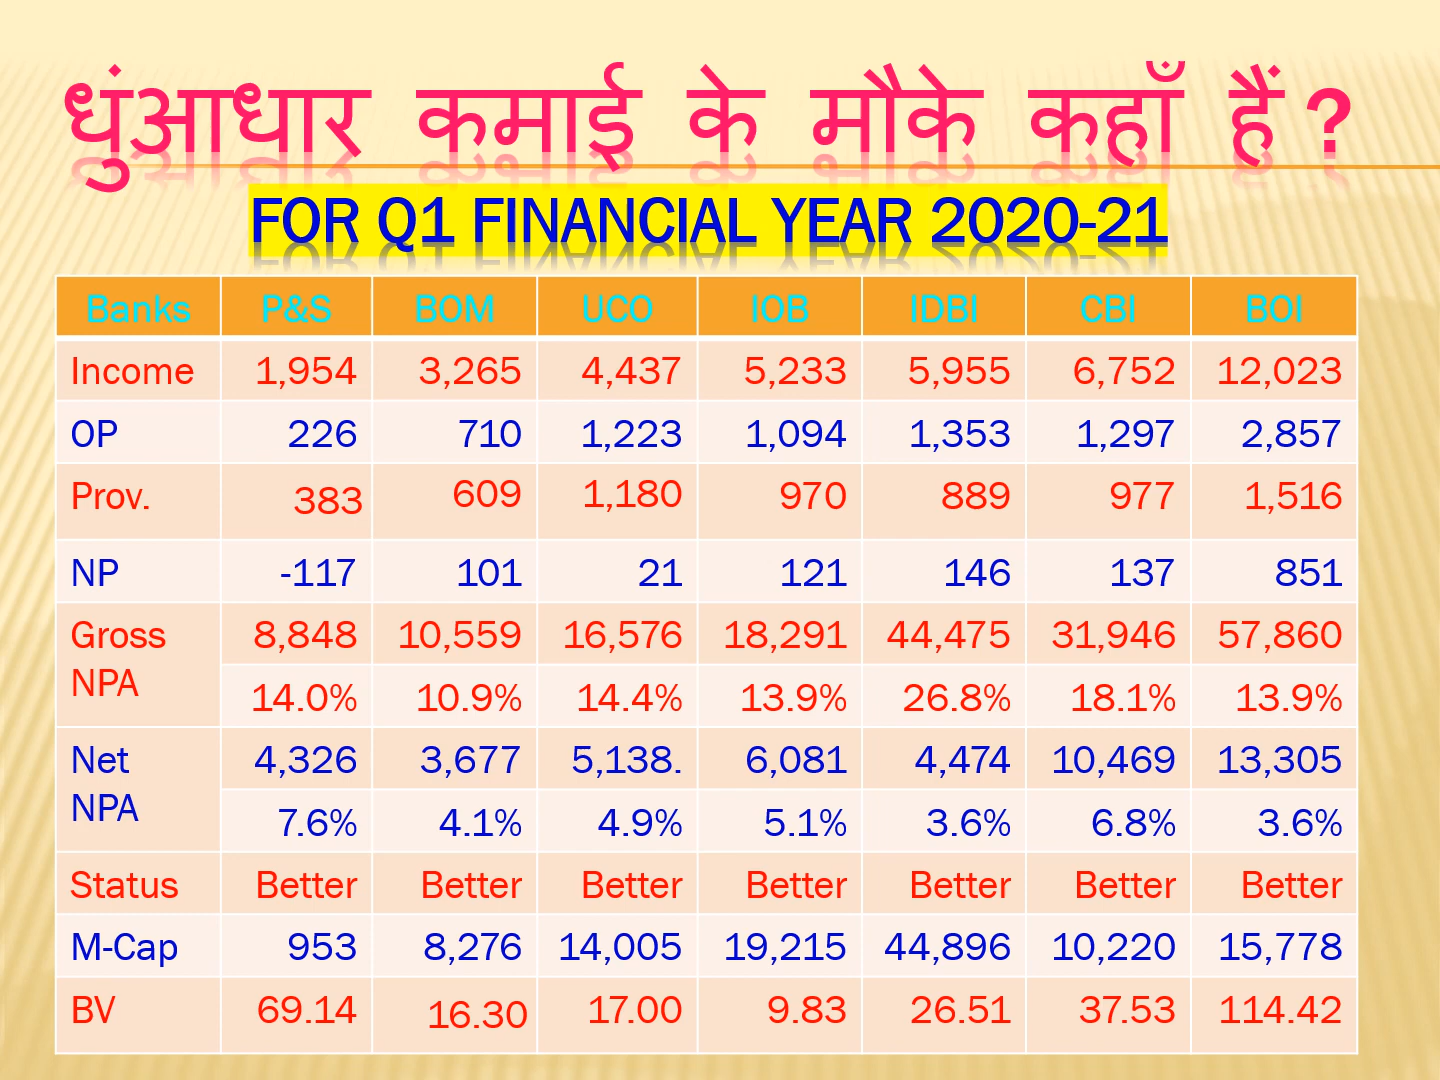 धुंआधार कमाई के मौके कहाँ हैं ?
FOR Q1 FINANCIAL YEAR 2020-21
Banks P&S BOM UCO IOB IDBI CBI BOI
Income 1,954 3,265 4,437 5,233 5,955 6,752 12,023
OP 226 710 1,223 1,094 1,353 1,297 2,857
Prov. 383 609 1,180 970 889 977 1,516
NP -117 101 21 121 146 137 851
Gross NPA 8,848 10,559 16,576 18,291 44,475 31,946 57,860
14.0% 10.9% 14.4% 13.9% 26.8% 18.1% 13.9%
Net NPA 4,326 3,677 5,138. 6,081 4,474 10,469 13,305
7.6% 4.1% 4.9% 5.1% 3.6% 6.8% 3.6%
Status Better Better Better Better Better Better Better
M-Cap 953 8,276 14,005 19,215 44,896 10,220 15,778
BV 69.14 16.30 17.00 9.83 26.51 37.53 114.42